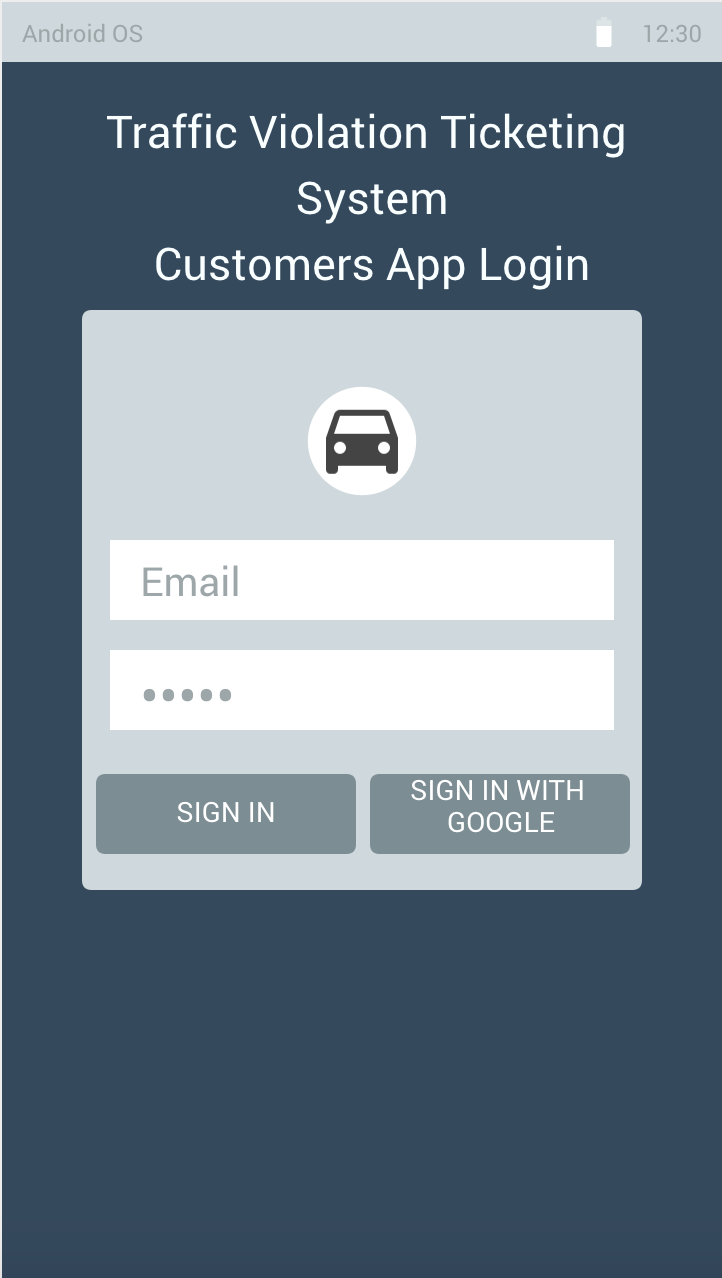 Android OS 12:30
Traffic Violation Ticketing
System
Customers App Login
Email
•••••
SIGN IN
SIGN IN WITH
GOOGLE